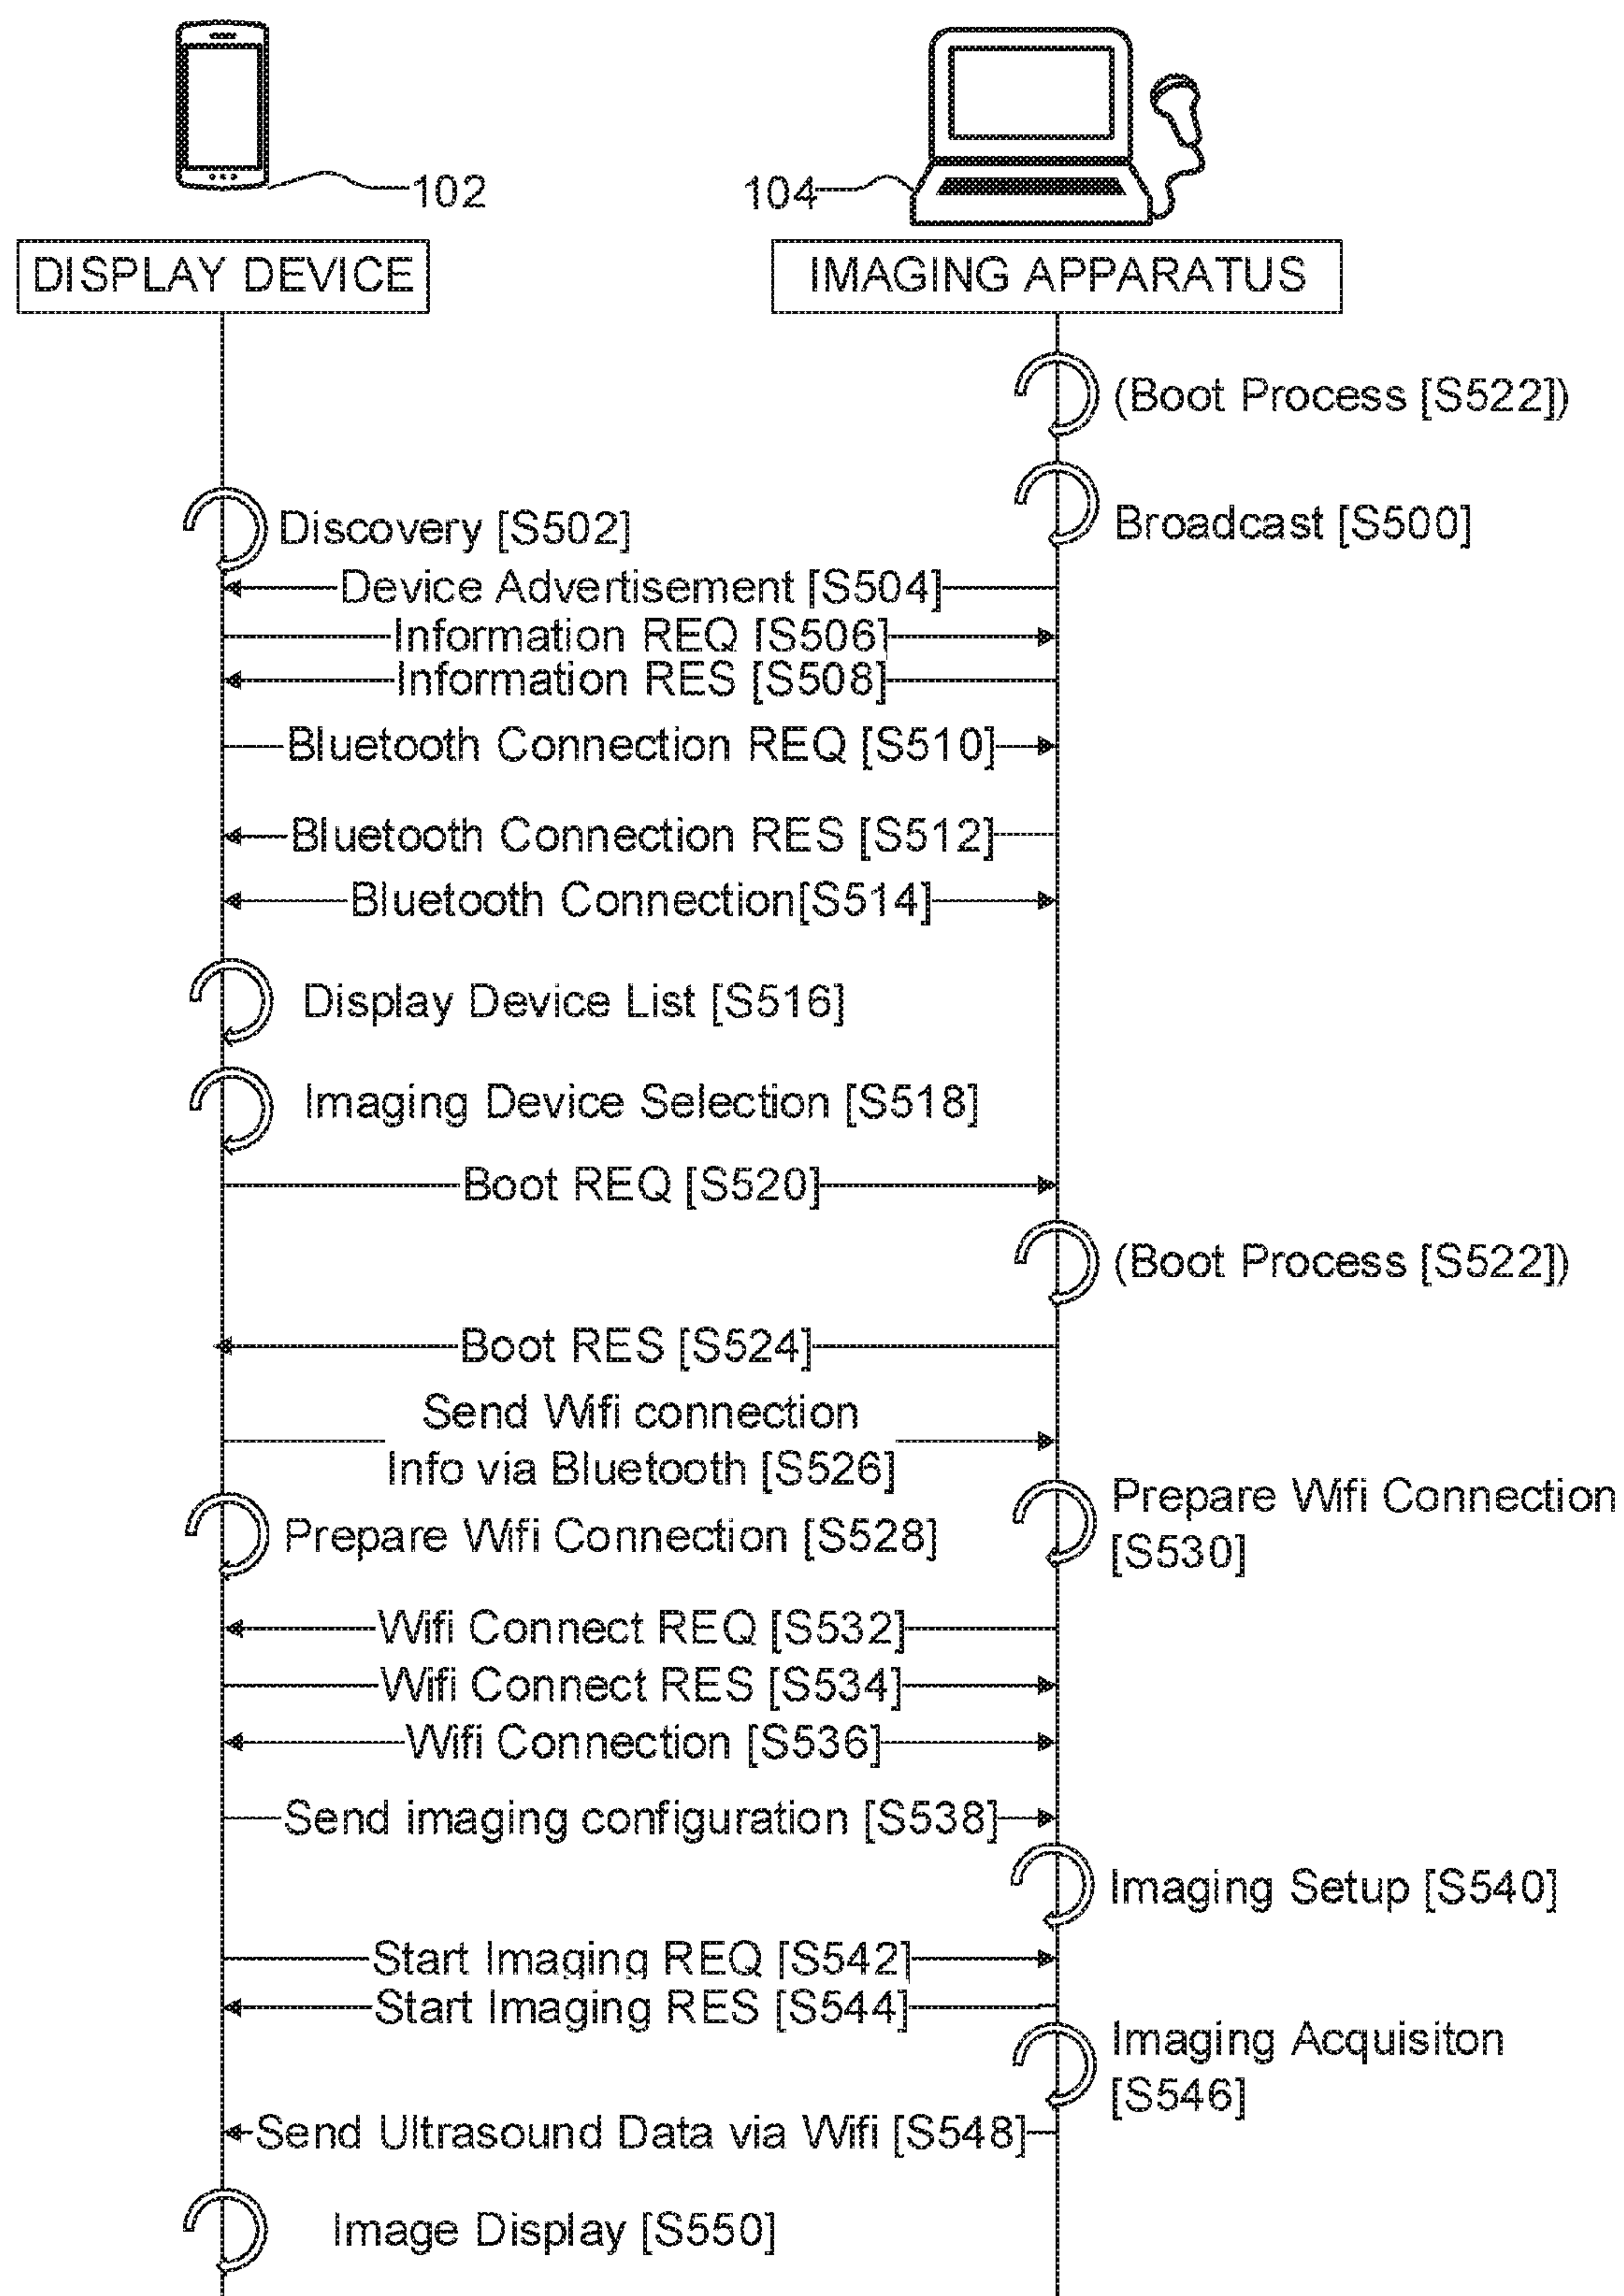 102
104
DISPLAY DEVICE
IMAGING APPARATUS
(Boot Process [S522])
Discovery [S502]
Broadcast [S500]
Device Advertisement [S504]
Information REQ [S506]
Information RES [S508]
Bluetooth Connection REQ [S510]
Bluetooth Connection RES [S512]
Bluetooth Connection[S514]
Display Device List [S516]
Imaging Device Selection [S518]
Boot REQ [S520]
(Boot Process [S522])
Boot RES [S524]
Send Wifi connection
Info via Bluetooth [S526]
Prepare Wifi Connection [S528]
Prepare Wifi Connection
[S530]
Wifi Connect REQ [S532]
Wifi Connect RES [S534]
Wifi Connection [S536]
Send imaging configuration [S538]
Imaging Setup [S540]
Start Imaging REQ [S542]
Start Imaging RES [S544]
Imaging Acquisiton
[S546]
Send Ultrasound Data via Wifi [S548]
Image Display [S550]